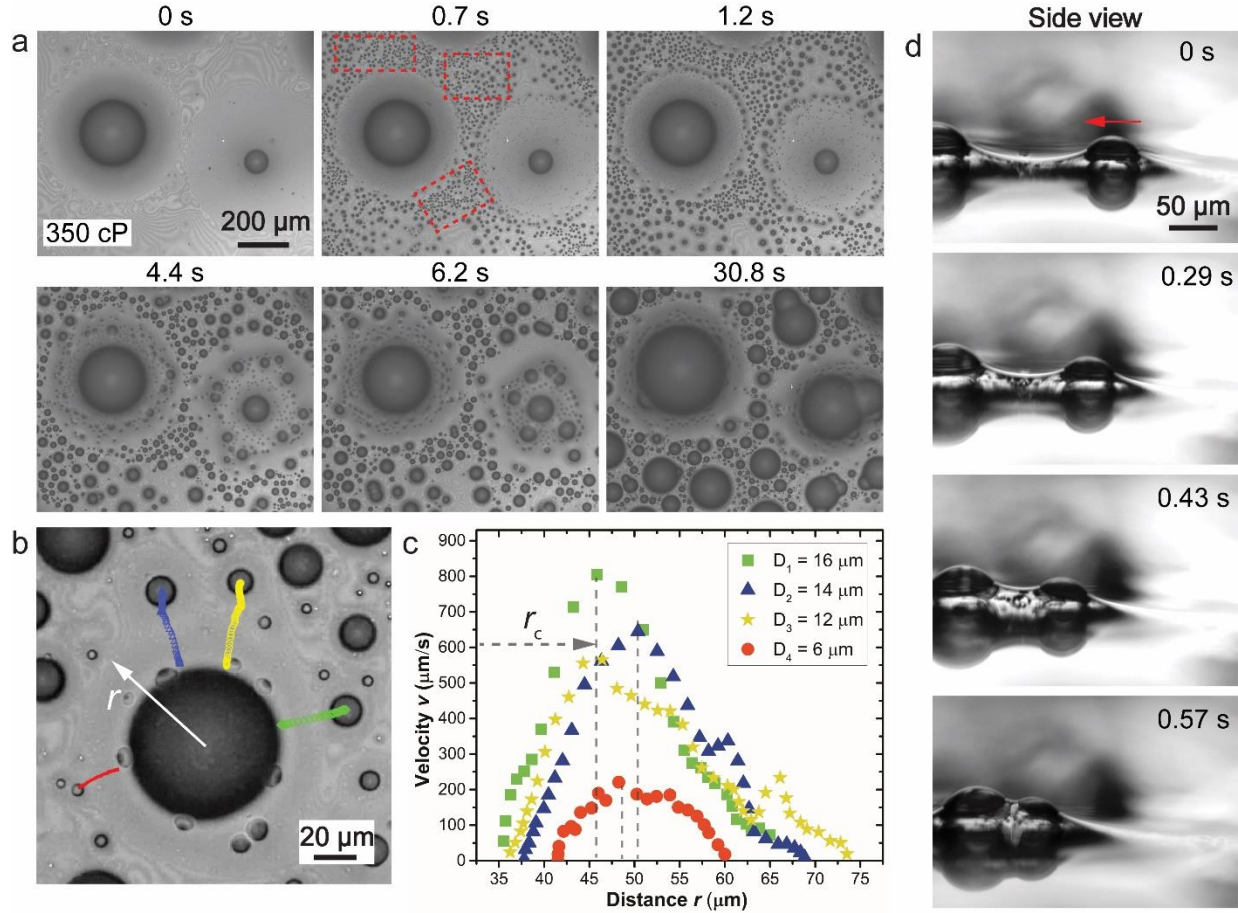 0 s
0.7 s
1.2 s
a
350 cP
200 μm
4.4 s
6.2 s
30.8 s
b
r
20 μm
c
900
800
700
600
500
400
300
200
100
0
Velocity v (μm/s)
rc
D1 = 16 μm
D2 = 14 μm
D3 = 12 μm
D4 = 6 μm
35 40 45 50 55 60 65 70 75
Distance r (μm)
Side view
d
0 s
50 μm
0.29 s
0.43 s
0.57 s